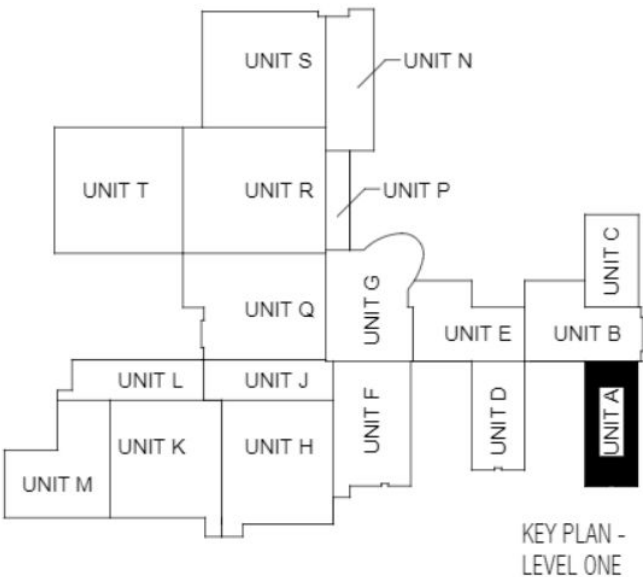 UNIT S
UNIT N
UNIT T
UNIT R
UNIT P
UNIT C
UNIT G
UNIT Q
UNIT E
UNIT B
UNIT L
UNIT J
UNIT F
UNIT D
UNIT A
UNIT K
UNIT H
UNIT M
KEY PLAN -
LEVEL ONE